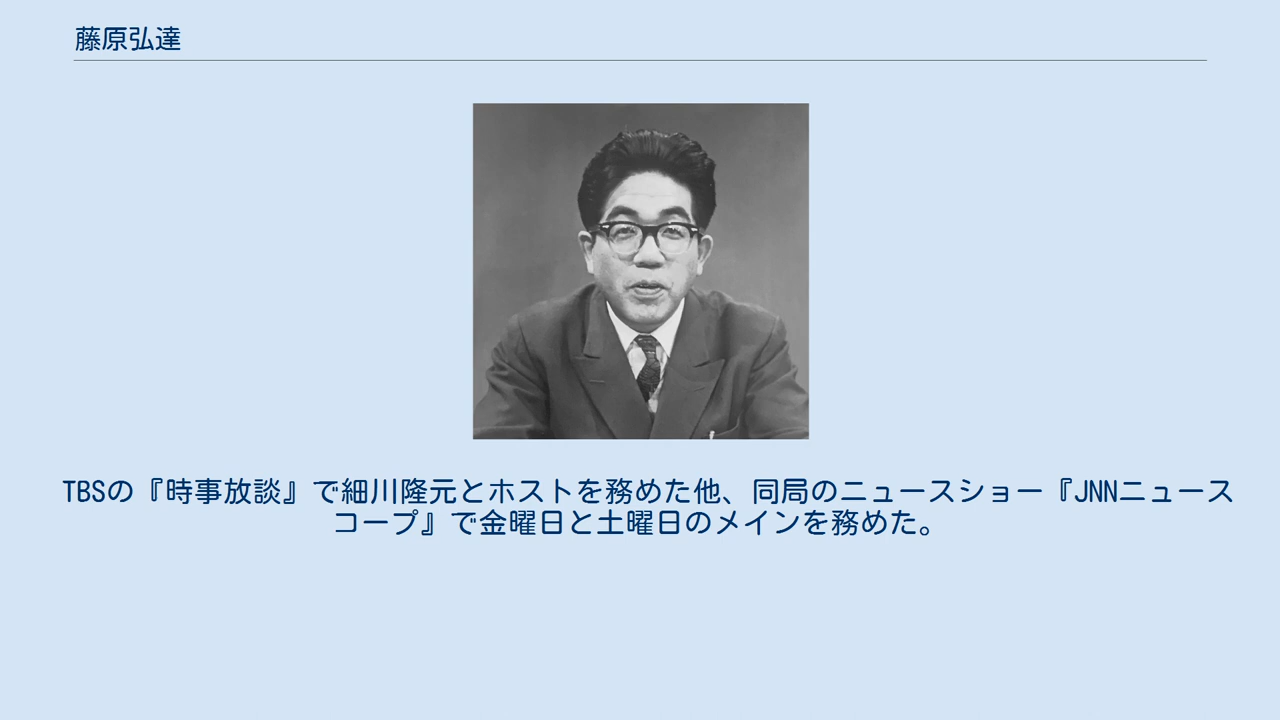 藤原弘達
TBSの『時事放談』で細川隆元とホストを務めた他、同局のニュースショー『JNNニュース
コープ』で金曜日と土曜日のメインを務めた。